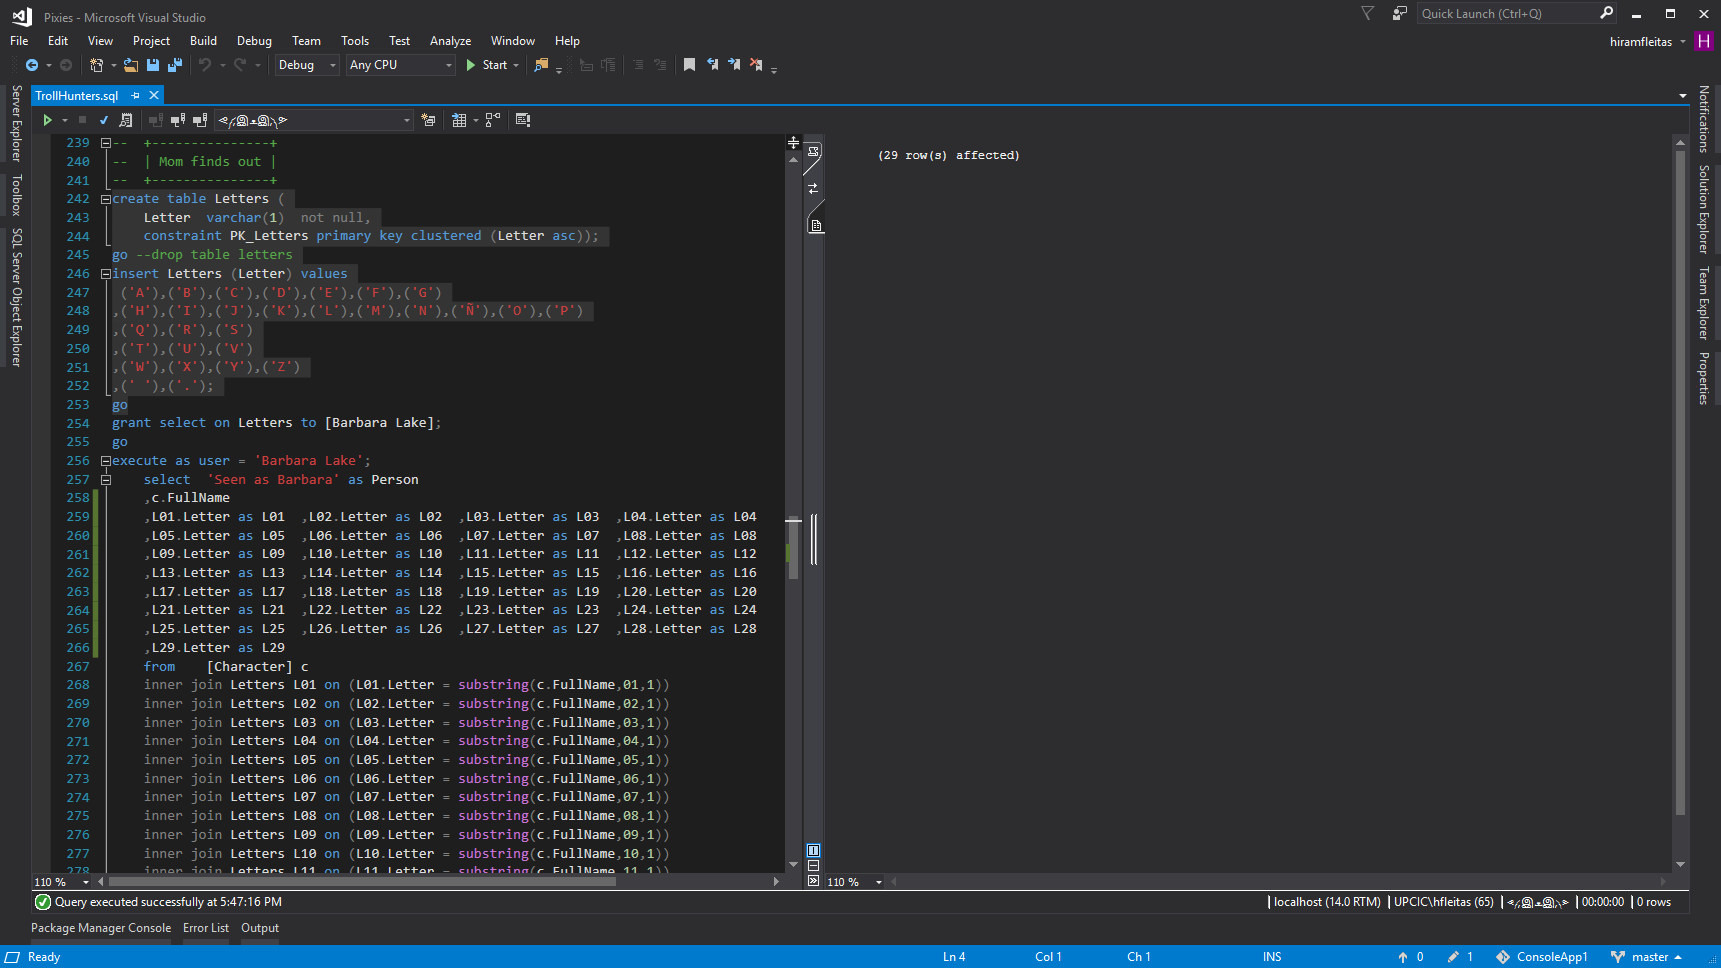 Pixies - Microsoft Visual Studio
Quick Launch (Ctrl+Q)
File Edit View Project Build Debug Team Tools Test Analyze Window Help
hiramfleitas H
Debug Any CPU Start
TrollHunters.sql
Server Explorer
Toolbox
SQL Server Object Explorer
Notifications
Solution Explorer
Team Explorer
Properties
239 -- +---------------+
240 -- | Mom finds out |
241 -- +---------------+
242 create table Letters (
243 Letter varchar(1) not null,
244 constraint PK_Letters primary key clustered (Letter asc));
245 go --drop table letters
246 insert Letters (Letter) values
247 ('A'),('B'),('C'),('D'),('E'),('F'),('G')
248 ,('H'),('I'),('J'),('K'),('L'),('M'),('N'),('Ñ'),('O'),('P')
249 ,('Q'),('R'),('S')
250 ,('T'),('U'),('V')
251 ,('W'),('X'),('Y'),('Z')
252 ,(' '),('.');
253 go
254 grant select on Letters to [Barbara Lake];
255 go
256 execute as user = 'Barbara Lake';
257 select 'Seen as Barbara' as Person
258 ,c.FullName
259 ,L01.Letter as L01 ,L02.Letter as L02 ,L03.Letter as L03 ,L04.Letter as L04
260 ,L05.Letter as L05 ,L06.Letter as L06 ,L07.Letter as L07 ,L08.Letter as L08
261 ,L09.Letter as L09 ,L10.Letter as L10 ,L11.Letter as L11 ,L12.Letter as L12
262 ,L13.Letter as L13 ,L14.Letter as L14 ,L15.Letter as L15 ,L16.Letter as L16
263 ,L17.Letter as L17 ,L18.Letter as L18 ,L19.Letter as L19 ,L20.Letter as L20
264 ,L21.Letter as L21 ,L22.Letter as L22 ,L23.Letter as L23 ,L24.Letter as L24
265 ,L25.Letter as L25 ,L26.Letter as L26 ,L27.Letter as L27 ,L28.Letter as L28
266 ,L29.Letter as L29
267 from [Character] c
268 inner join Letters L01 on (L01.Letter = substring(c.FullName,01,1))
269 inner join Letters L02 on (L02.Letter = substring(c.FullName,02,1))
270 inner join Letters L03 on (L03.Letter = substring(c.FullName,03,1))
271 inner join Letters L04 on (L04.Letter = substring(c.FullName,04,1))
272 inner join Letters L05 on (L05.Letter = substring(c.FullName,05,1))
273 inner join Letters L06 on (L06.Letter = substring(c.FullName,06,1))
274 inner join Letters L07 on (L07.Letter = substring(c.FullName,07,1))
275 inner join Letters L08 on (L08.Letter = substring(c.FullName,08,1))
276 inner join Letters L09 on (L09.Letter = substring(c.FullName,09,1))
277 inner join Letters L10 on (L10.Letter = substring(c.FullName,10,1))
278 inner join Letters L11 on (L11.Letter = substring(c.FullName,11,1))
(29 row(s) affected)
110 %
110 %
Query executed successfully at 5:47:16 PM
localhost (14.0 RTM) UPCIC\hfleitas (65) 00:00:00 0 rows
Package Manager Console Error List Output
Ready Ln 4 Col 1 Ch 1 INS 0 1 ConsoleApp1 master